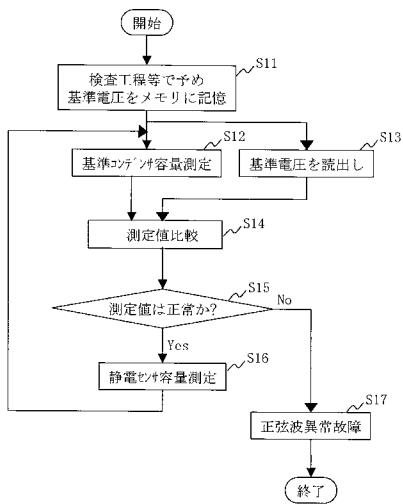 開始
S11
検査工程等で予め
基準電圧をメモリに記憶
S12
基準コンデンサ容量測定
S13
基準電圧を読出し
S14
測定値比較
S15
測定値は正常か?
No
Yes
S16
静電センサ容量測定
S17
正弦波異常故障
終了